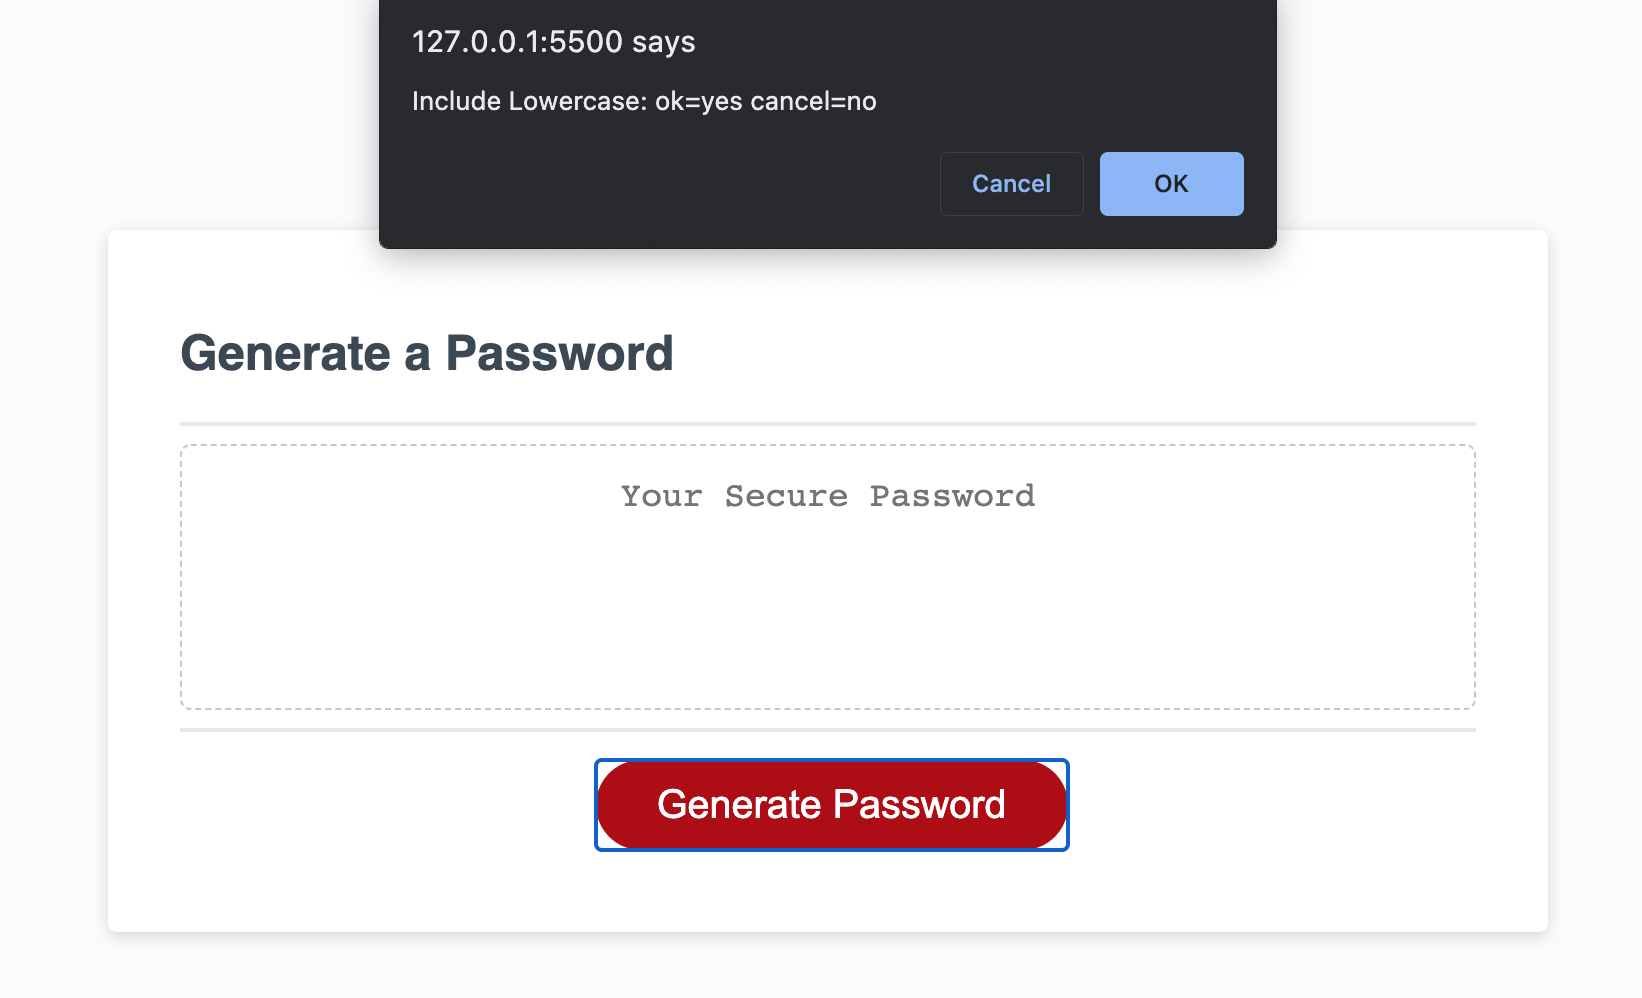 127.0.0.1:5500 says
Include Lowercase: ok=yes cancel=no
Cancel
OK
Generate a Password
Your Secure Password
Generate Password